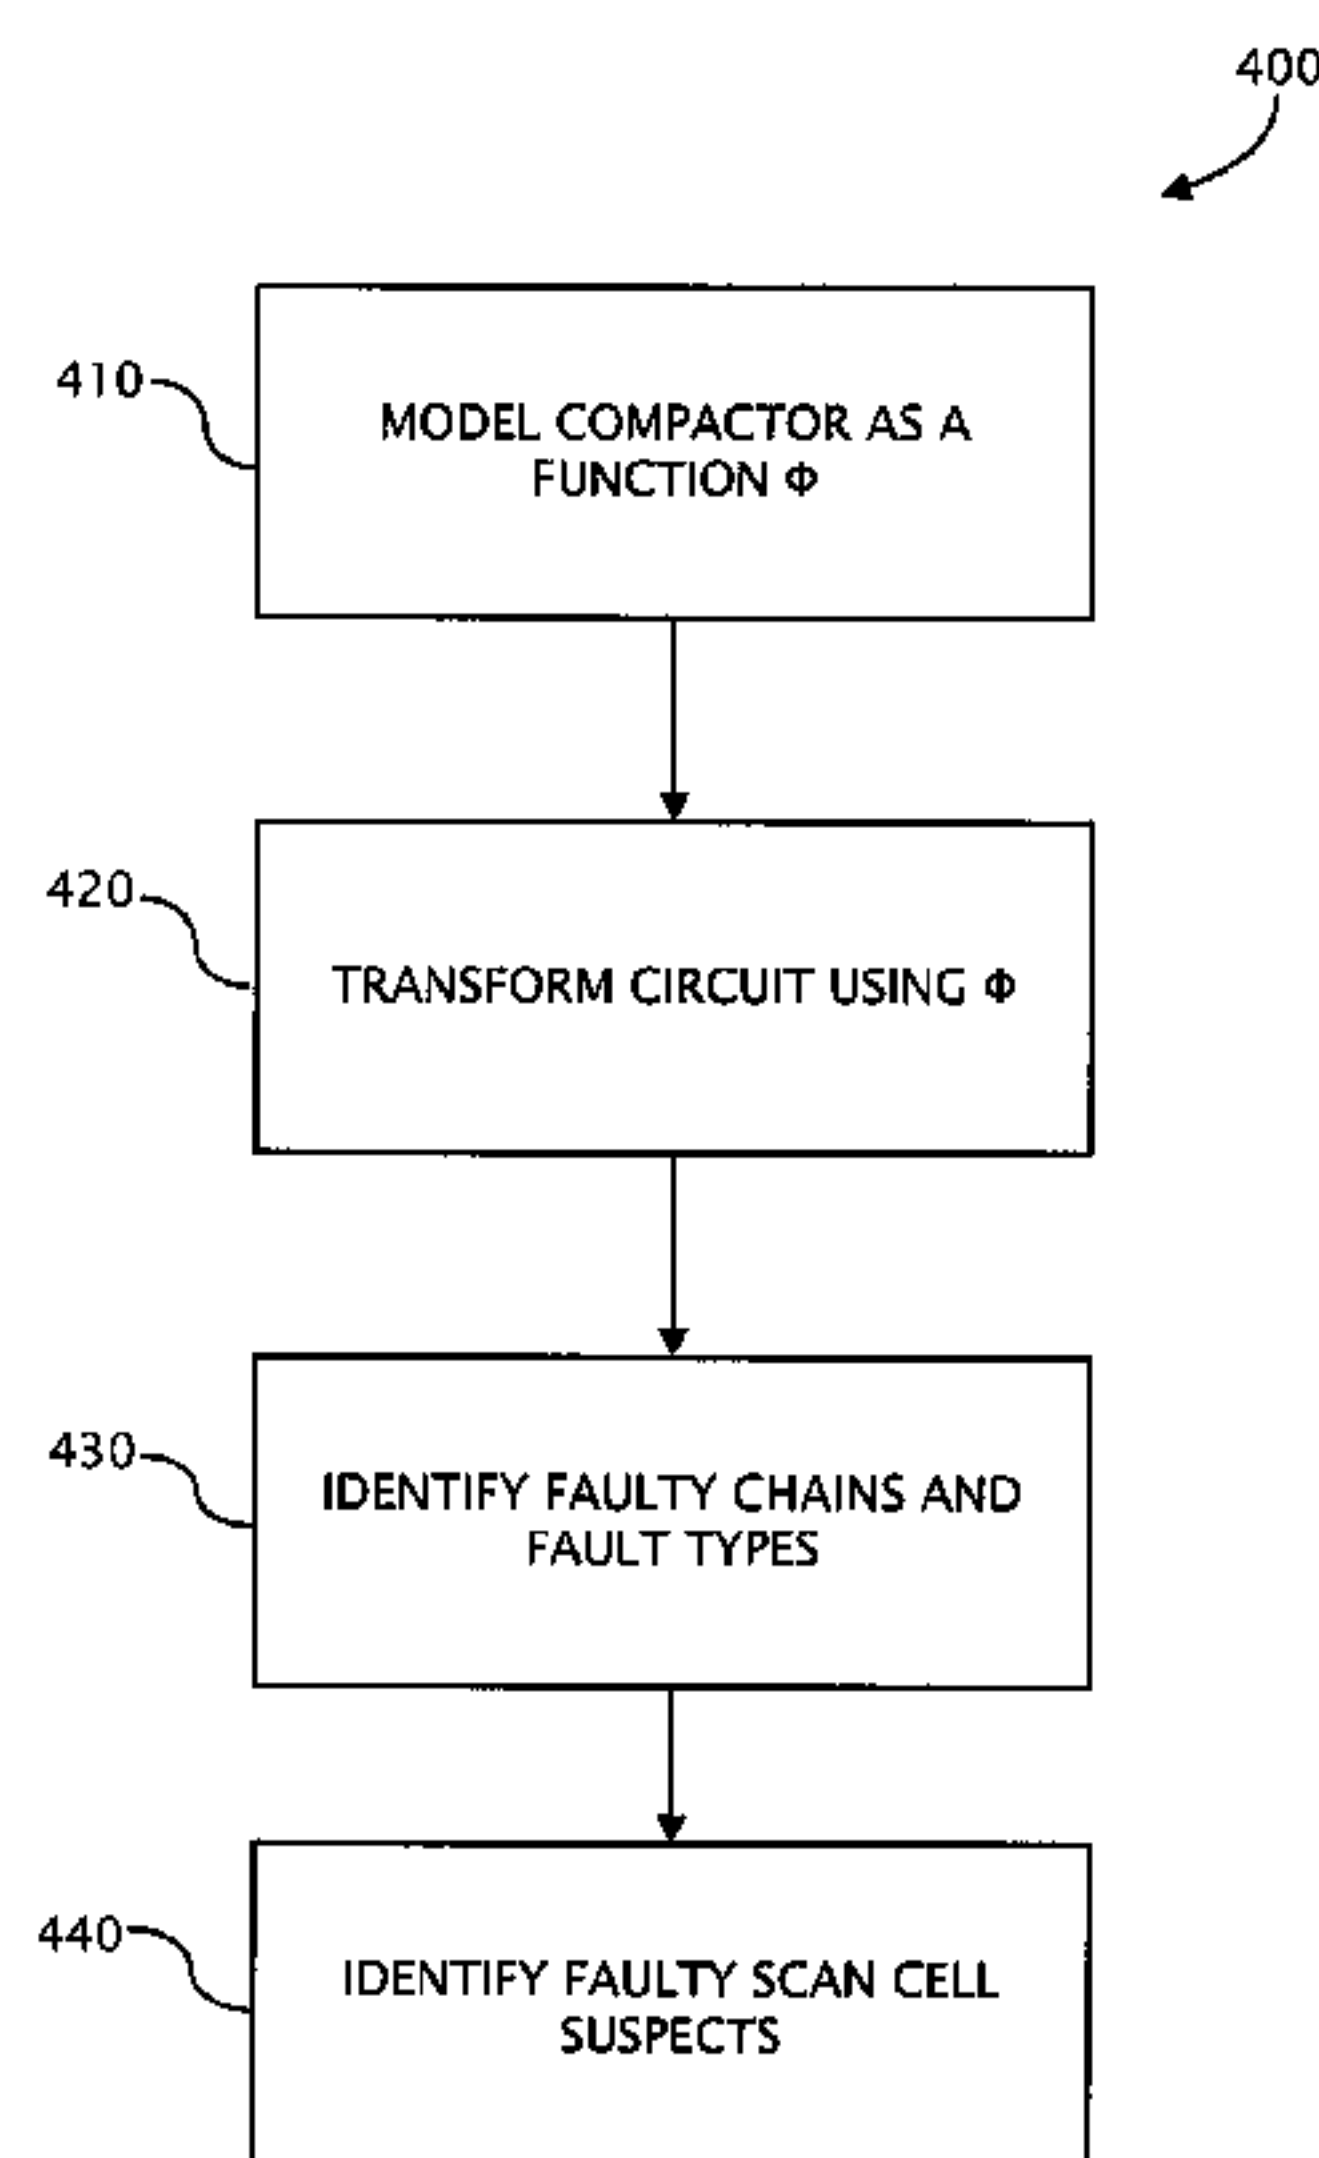 400
410
MODEL COMPACTOR AS A
FUNCTION Φ
420
TRANSFORM CIRCUIT USING Φ
430
IDENTIFY FAULTY CHAINS AND
FAULT TYPES
440
IDENTIFY FAULTY SCAN CELL
SUSPECTS